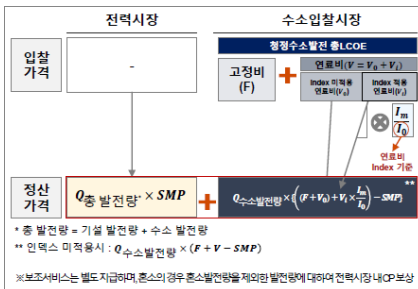 전력시장
수소입찰시장
입찰
가격
-
청정수소발전 총LCOE
고정비
(F)
+
연료비(V = V₀ + Vᵢ)
Index 미적용
연료비(V₀)
Index 적용
연료비(Vᵢ)
⊗ Iₘ/I₀
연료비
Index 기준
정산
가격
Q총 발전량* × SMP
+
Q수소발전량 × {((F + V₀) + Vᵢ × Iₘ/I₀) − SMP} **
* 총 발전량 = 기설 발전량 + 수소 발전량
** 인덱스 미적용시 : Q수소발전량 × (F + V − SMP)
※보조서비스는 별도 지급하며, 혼소의 경우 혼소발전량을 제외한 발전량에 대하여 전력시장 내 CP 보상